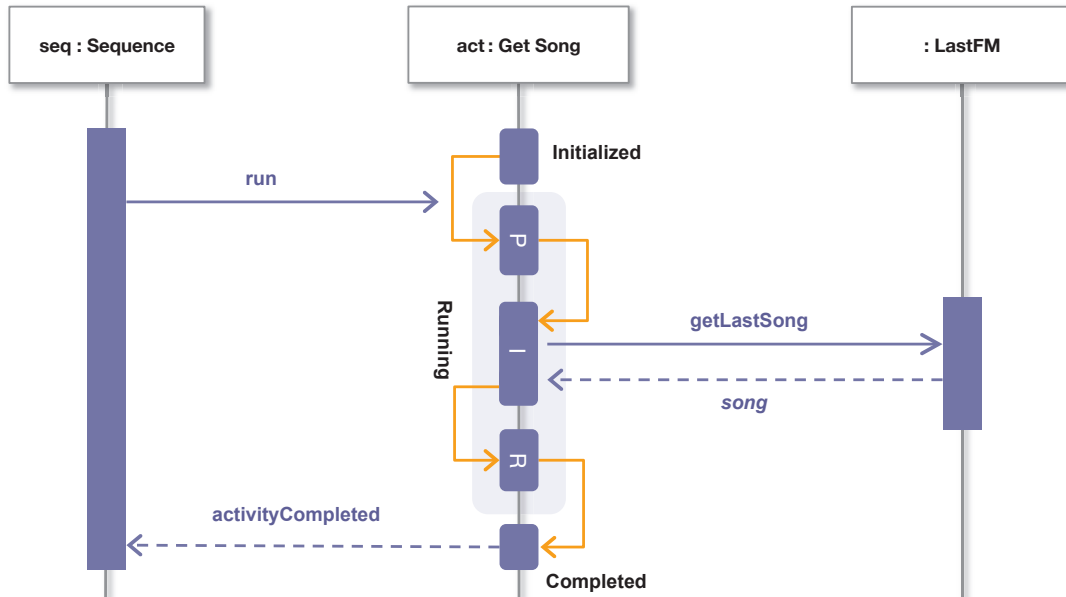 seq : Sequence
act : Get Song
: LastFM
Initialized
run
P
Running
getLastSong
I
song
R
activityCompleted
Completed